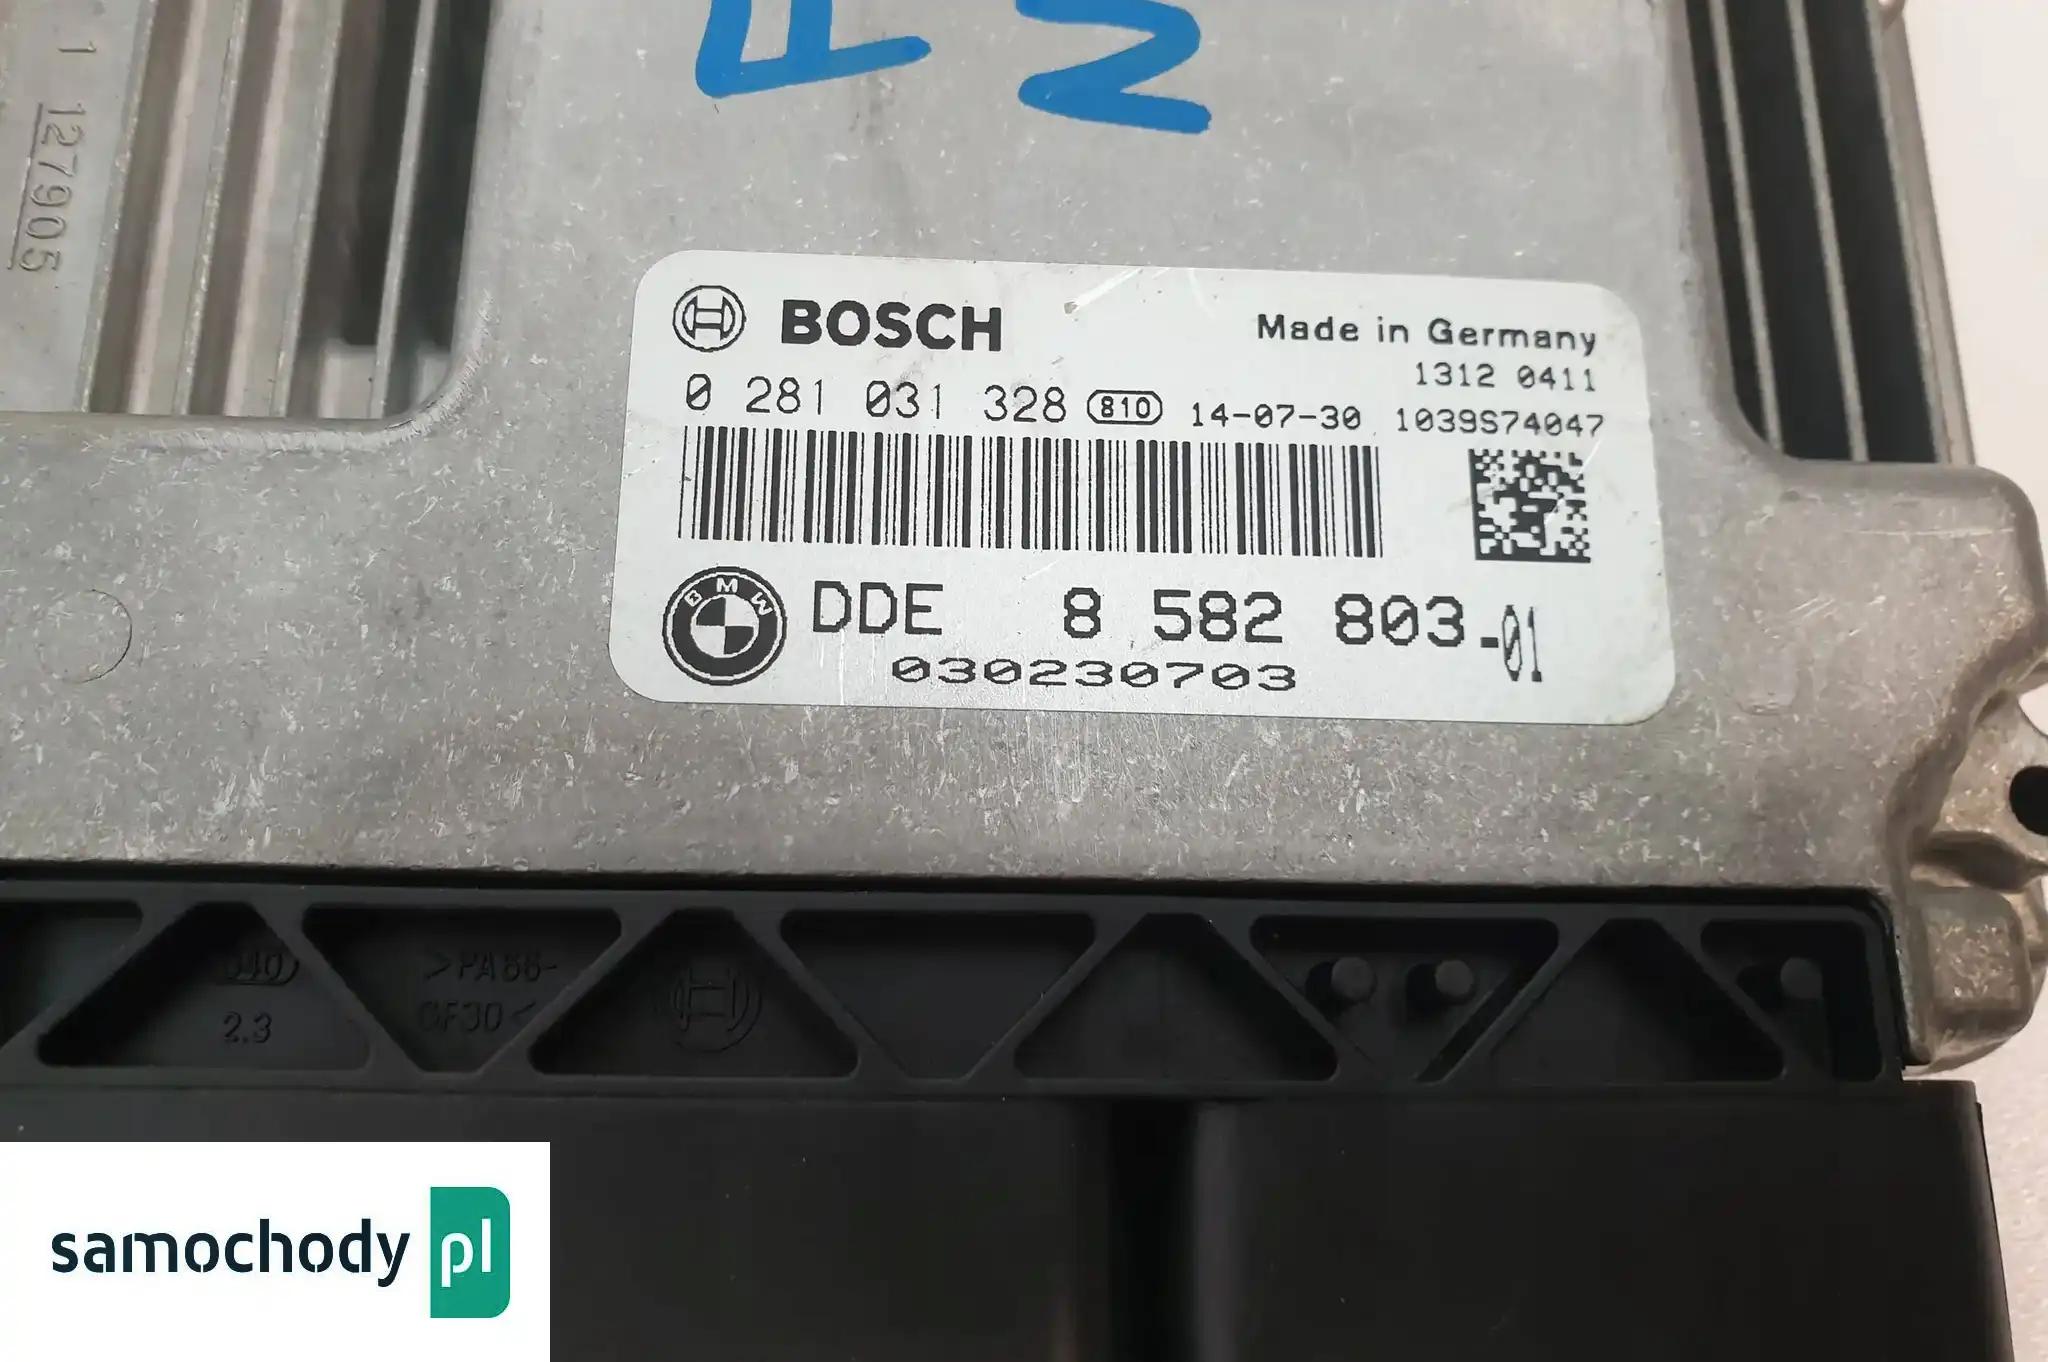 1 127905
BOSCH
Made in Germany
1312 0411
0 281 031 328 810 14-07-30 1039S74047
BMW
DDE 8 582 803-01
030230703
>PA66-
GF30<
2.3
samochody pl